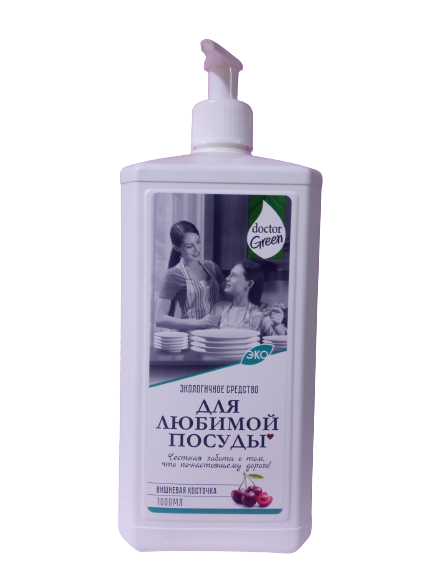 doctor
Green
ЭКО
ЭКОЛОГИЧНОЕ СРЕДСТВО
ДЛЯ
ЛЮБИМОЙ
ПОСУДЫ
Честная забота о том,
что по-настоящему дорого!
ВИШНЕВАЯ КОСТОЧКА
1000МЛ